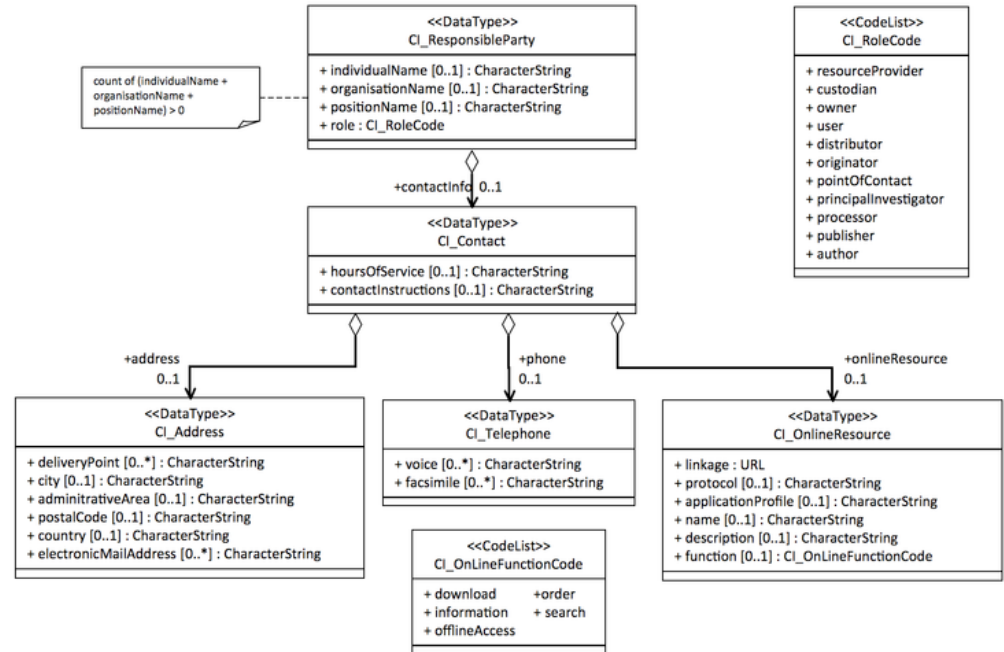 <<DataType>>
CI_ResponsibleParty
+ individualName [0..1] : CharacterString
+ organisationName [0..1] : CharacterString
+ positionName [0..1] : CharacterString
+ role : CI_RoleCode
count of (individualName +
organisationName +
positionName) > 0
<<CodeList>>
CI_RoleCode
+ resourceProvider
+ custodian
+ owner
+ user
+ distributor
+ originator
+ pointOfContact
+ principalInvestigator
+ processor
+ publisher
+ author
+contactInfo 0..1
<<DataType>>
CI_Contact
+ hoursOfService [0..1] : CharacterString
+ contactInstructions [0..1] : CharacterString
+address
0..1
+phone
0..1
+onlineResource
0..1
<<DataType>>
CI_Address
+ deliveryPoint [0..*] : CharacterString
+ city [0..1] : CharacterString
+ adminitrativeArea [0..1] : CharacterString
+ postalCode [0..1] : CharacterString
+ country [0..1] : CharacterString
+ electronicMailAddress [0..*] : CharacterString
<<DataType>>
CI_Telephone
+ voice [0..*] : CharacterString
+ facsimile [0..*] : CharacterString
<<DataType>>
CI_OnlineResource
+ linkage : URL
+ protocol [0..1] : CharacterString
+ applicationProfile [0..1] : CharacterString
+ name [0..1] : CharacterString
+ description [0..1] : CharacterString
+ function [0..1] : CI_OnLineFunctionCode
<<CodeList>>
CI_OnLineFunctionCode
+ download +order
+ information + search
+ offlineAccess